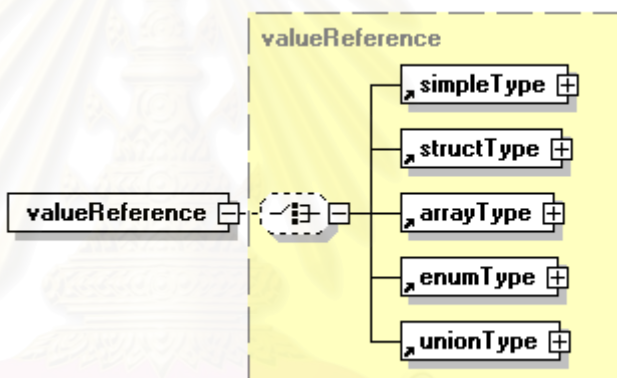 valueReference
simpleType
structType
valueReference
arrayType
enumType
unionType